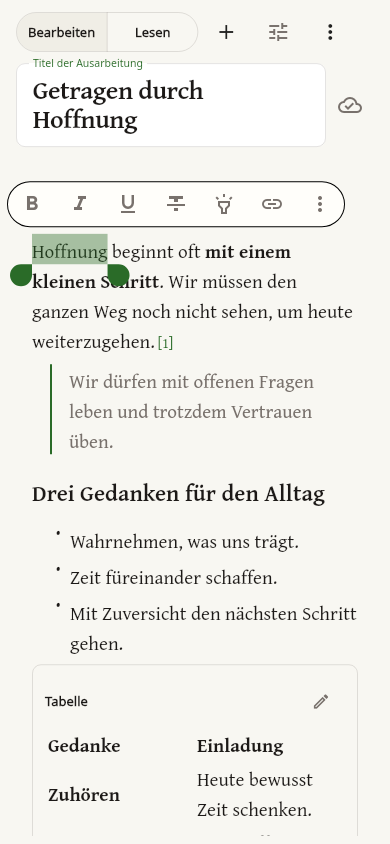 Bearbeiten
Lesen
Titel der Ausarbeitung
Getragen durch
Hoffnung
B I U S
Hoffnung beginnt oft mit einem
kleinen Schritt. Wir müssen den
ganzen Weg noch nicht sehen, um heute
weiterzugehen. [1]
Wir dürfen mit offenen Fragen
leben und trotzdem Vertrauen
üben.
Drei Gedanken für den Alltag
• Wahrnehmen, was uns trägt.
• Zeit füreinander schaffen.
• Mit Zuversicht den nächsten Schritt
gehen.
Tabelle
Gedanke Einladung
Zuhören Heute bewusst
Zeit schenken.